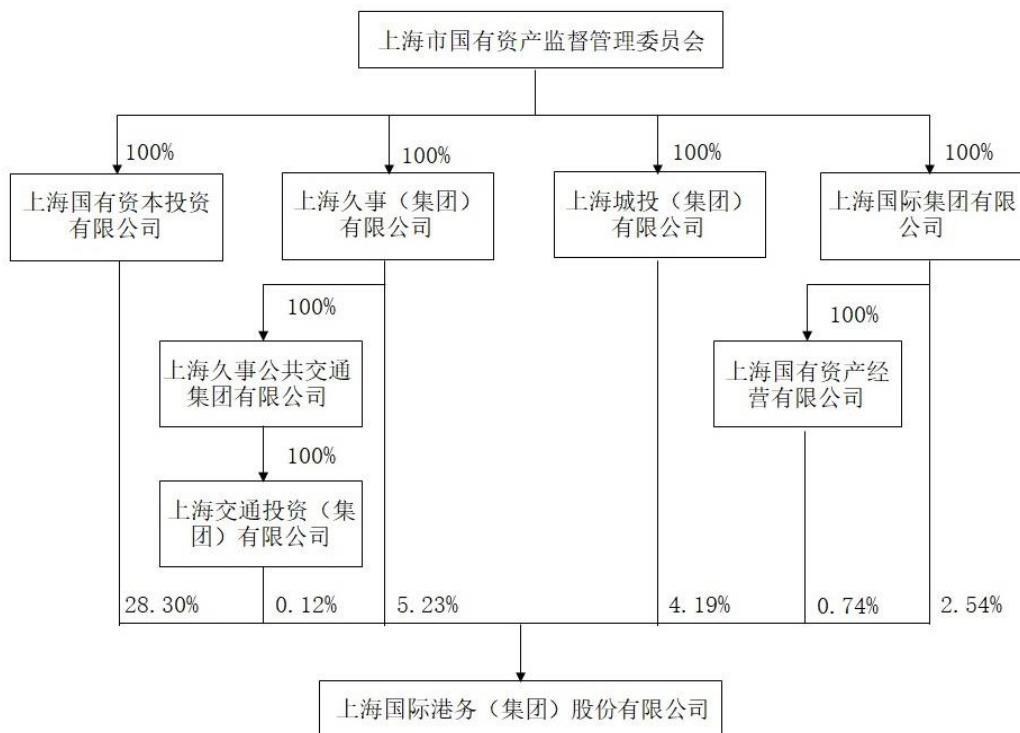 上海市国有资产监督管理委员会
100%
100%
100%
100%
上海国有资本投资
有限公司
上海久事（集团）
有限公司
上海城投（集团）
有限公司
上海国际集团有限
公司
100%
100%
上海久事公共交通
集团有限公司
上海国有资产经
营有限公司
100%
上海交通投资（集
团）有限公司
28.30%
0.12%
5.23%
4.19%
0.74%
2.54%
上海国际港务（集团）股份有限公司